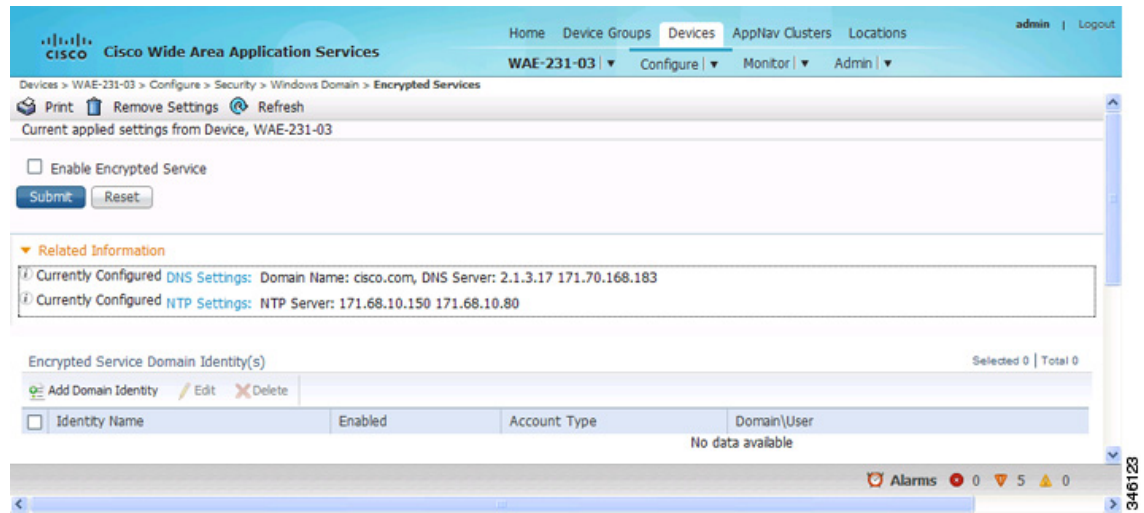 Home Device Groups Devices AppNav Clusters Locations
admin | Logout
CISCO Cisco Wide Area Application Services
WAE-231-03 Configure Monitor Admin
Devices > WAE-231-03 > Configure > Security > Windows Domain > Encrypted Services
Print Remove Settings Refresh
Current applied settings from Device, WAE-231-03
Enable Encrypted Service
Submit Reset
Related Information
Currently Configured DNS Settings: Domain Name: cisco.com, DNS Server: 2.1.3.17 171.70.168.183
Currently Configured NTP Settings: NTP Server: 171.68.10.150 171.68.10.80
Encrypted Service Domain Identity(s)
Selected 0 | Total 0
Add Domain Identity Edit Delete
Identity Name Enabled Account Type Domain\User
No data available
Alarms 0 5 0
346123